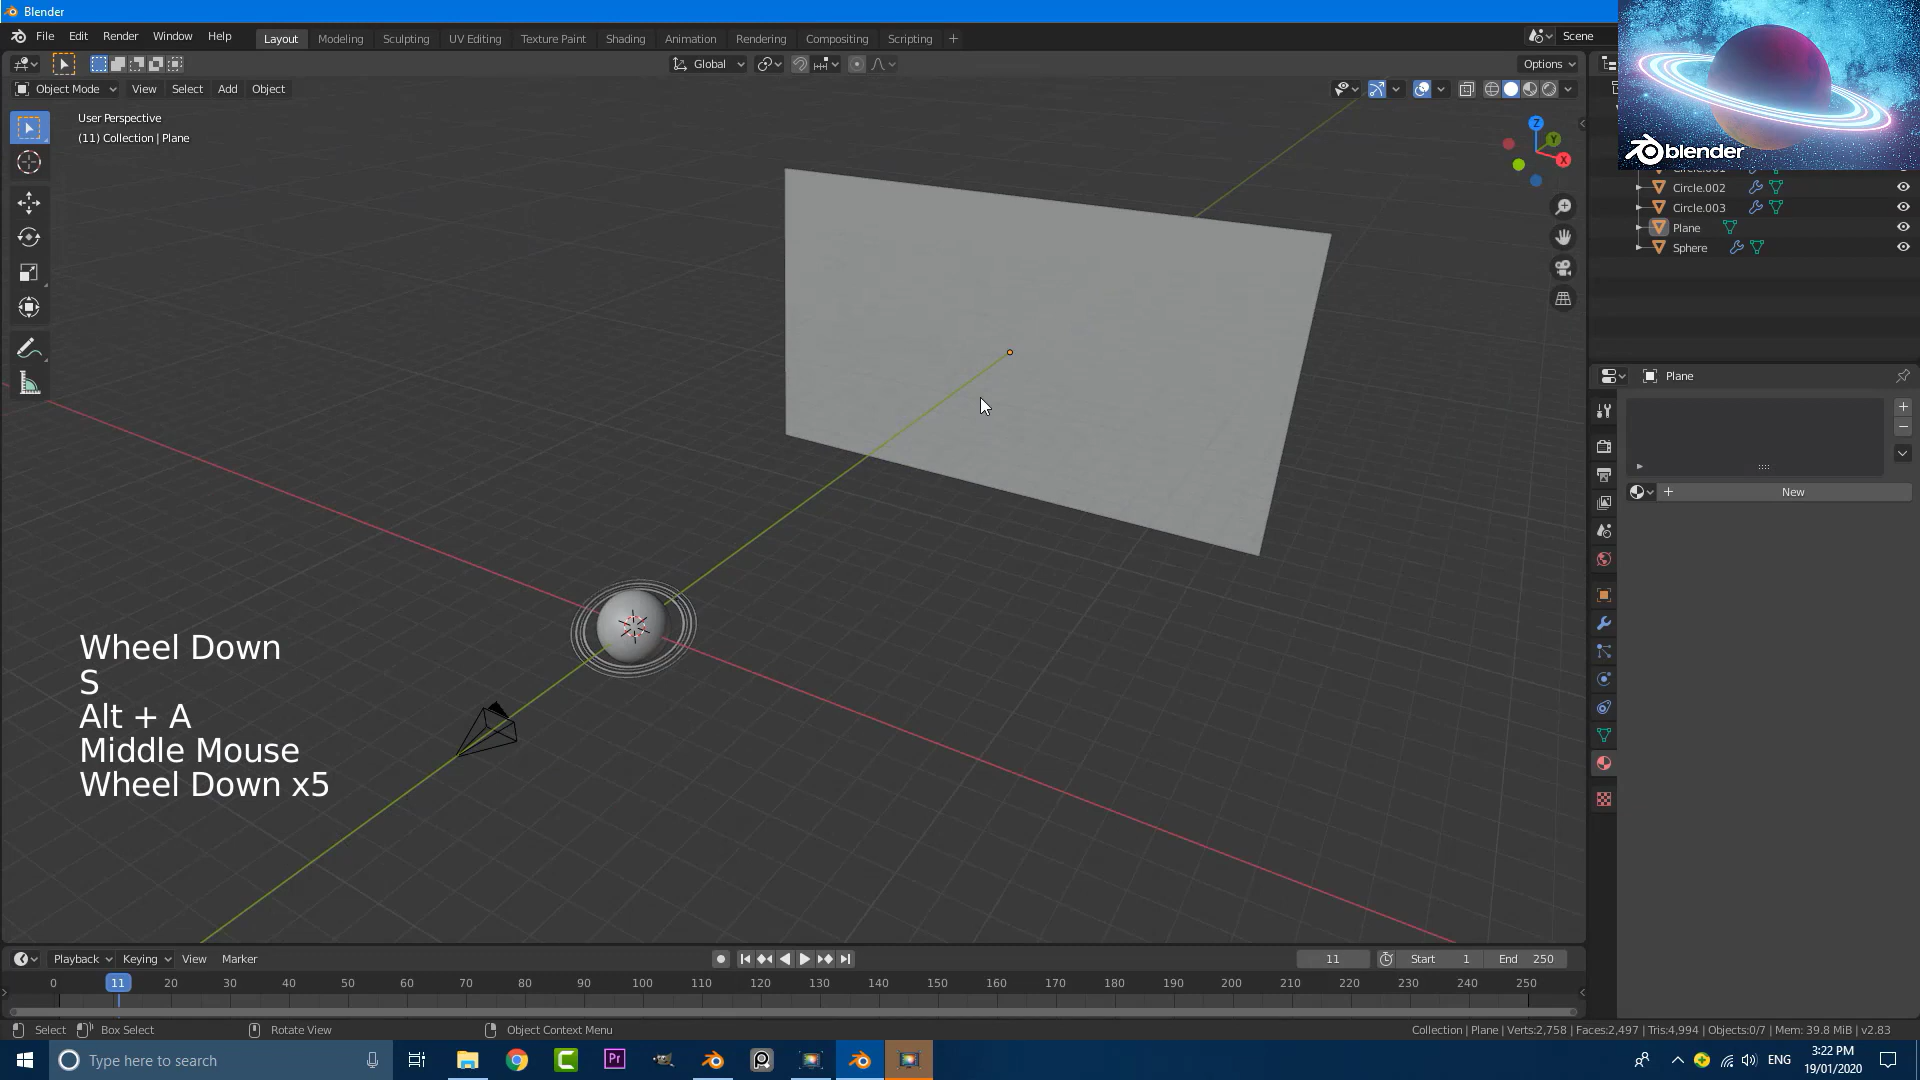 Blender
File Edit Render Window Help
Layout Modeling Sculpting UV Editing Texture Paint Shading Animation Rendering Compositing Scripting +
Scene
Global
Options
Object Mode View Select Add Object
User Perspective
(11) Collection | Plane
Z
Y
X
blender
Circle.001
Circle.002
Circle.003
Plane
Sphere
Plane
New
Wheel Down
S
Alt + A
Middle Mouse
Wheel Down x5
Playback Keying View Marker
11
Start 1
End 250
0 11 20 30 40 50 60 70 80 90 100 110 120 130 140 150 160 170 180 190 200 210 220 230 240 250
Select Box Select Rotate View Object Context Menu
Collection | Plane | Verts:2,758 | Faces:2,497 | Tris:4,994 | Objects:0/7 | Mem: 39.8 MiB | v2.83
Type here to search
Pr
ENG
3:22 PM
19/01/2020